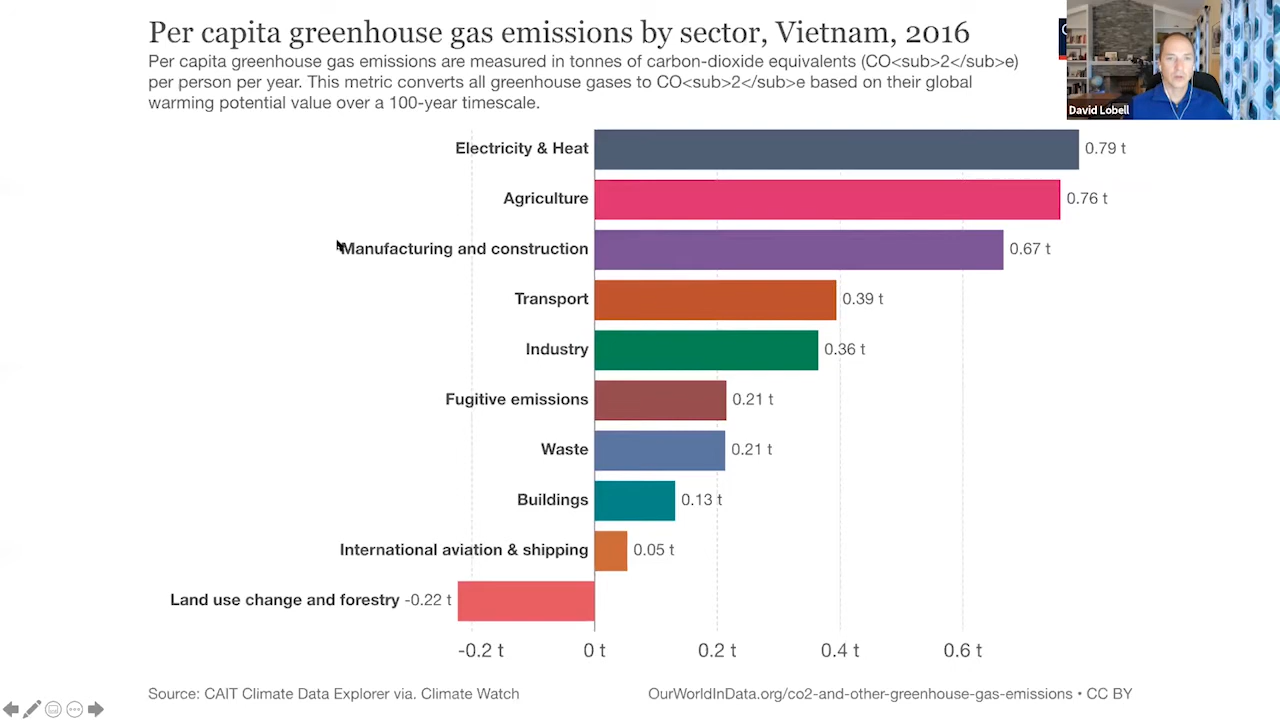 Per capita greenhouse gas emissions by sector, Vietnam, 2016
Per capita greenhouse gas emissions are measured in tonnes of carbon-dioxide equivalents (CO<sub>2</sub>e)
per person per year. This metric converts all greenhouse gases to CO<sub>2</sub>e based on their global
warming potential value over a 100-year timescale.
David Lobell
Electricity & Heat 0.79 t
Agriculture 0.76 t
Manufacturing and construction 0.67 t
Transport 0.39 t
Industry 0.36 t
Fugitive emissions 0.21 t
Waste 0.21 t
Buildings 0.13 t
International aviation & shipping 0.05 t
Land use change and forestry -0.22 t
-0.2 t 0 t 0.2 t 0.4 t 0.6 t
Source: CAIT Climate Data Explorer via. Climate Watch
OurWorldInData.org/co2-and-other-greenhouse-gas-emissions • CC BY